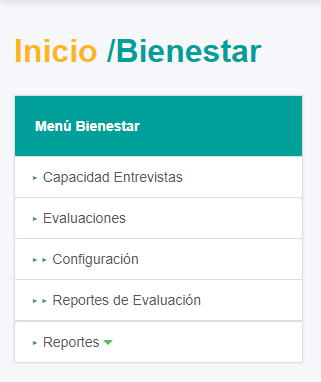 Inicio /Bienestar
Menú Bienestar
Capacidad Entrevistas
Evaluaciones
Configuración
Reportes de Evaluación
Reportes